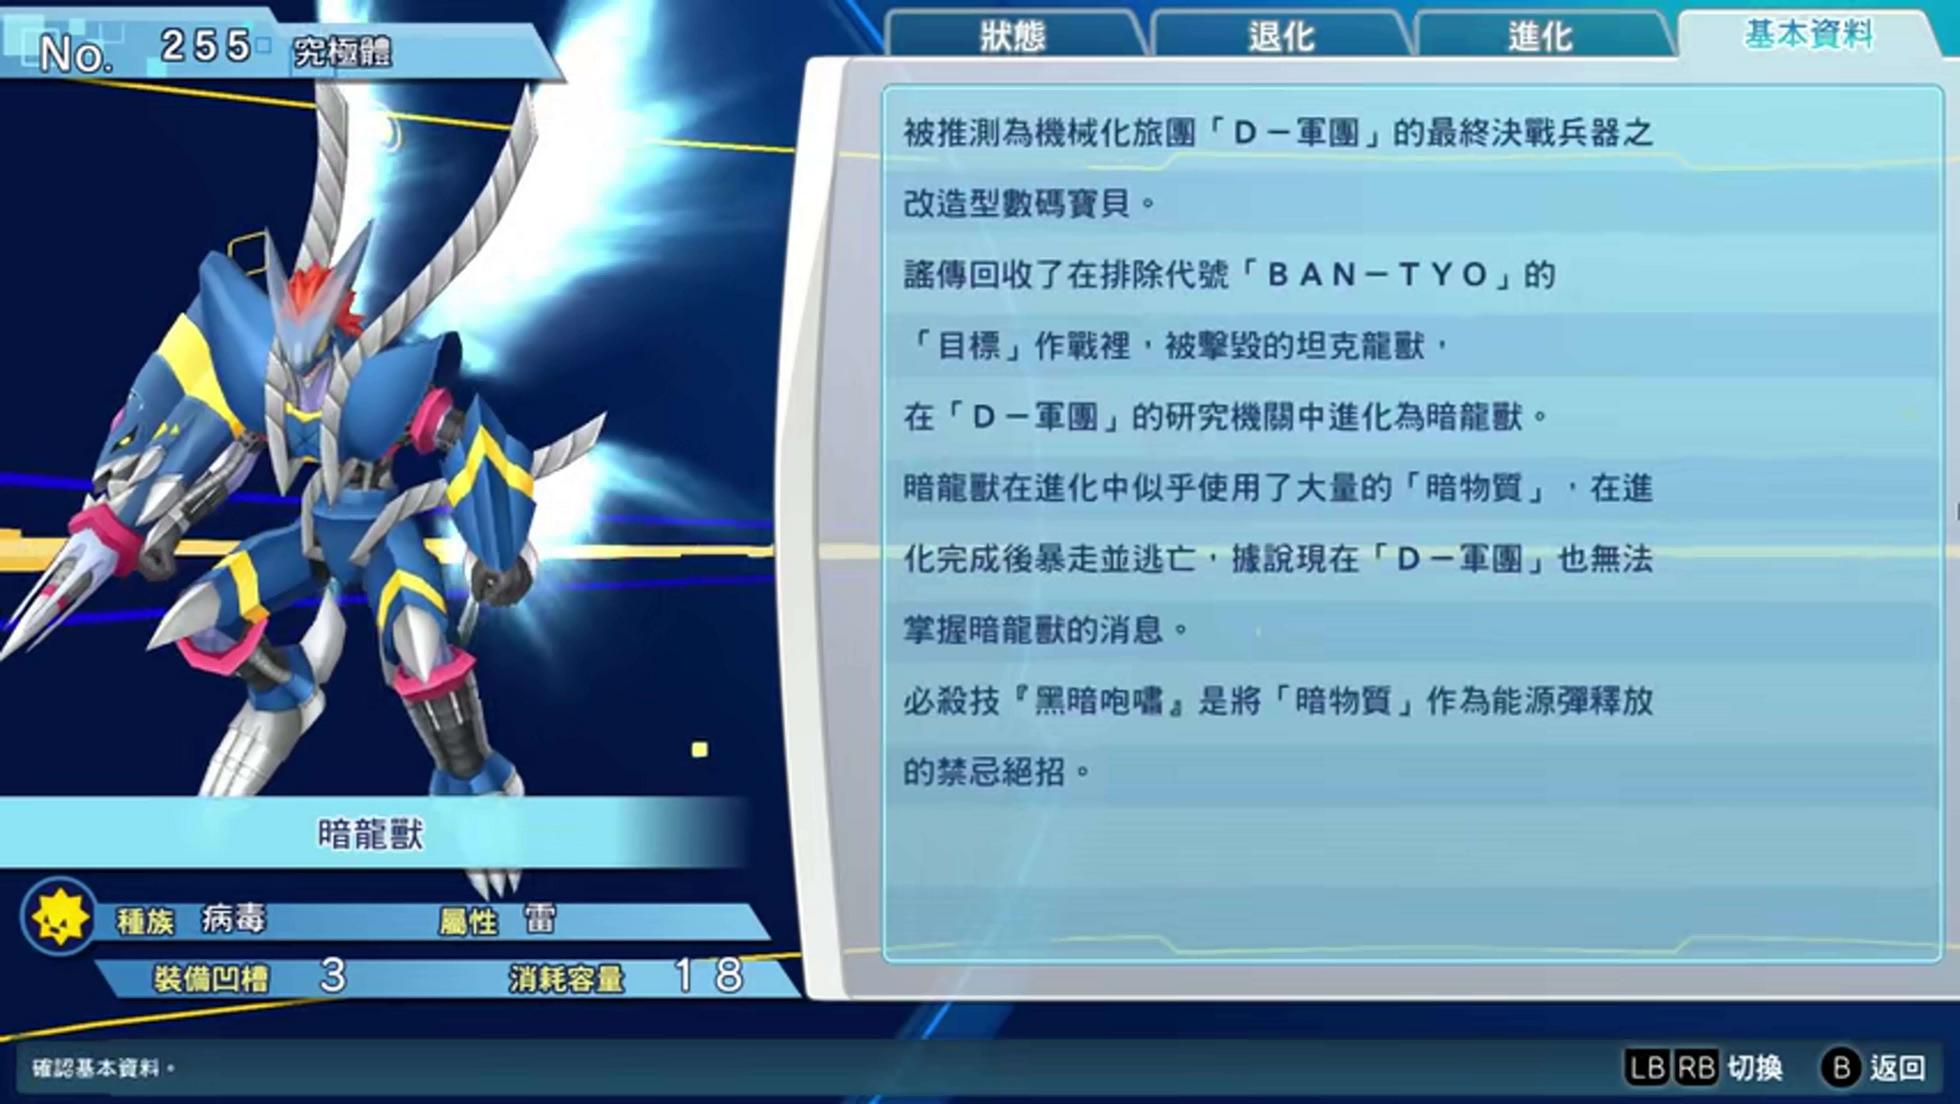 No. 255 究極體
狀態 退化 進化 基本資料
被推測為機械化旅團「D－軍團」的最終決戰兵器之
改造型數碼寶貝。
謠傳回收了在排除代號「BAN－TYO」的
「目標」作戰裡，被擊毀的坦克龍獸，
在「D－軍團」的研究機關中進化為暗龍獸。
暗龍獸在進化中似乎使用了大量的「暗物質」，在進
化完成後暴走並逃亡，據說現在「D－軍團」也無法
掌握暗龍獸的消息。
必殺技『黑暗咆嘯』是將「暗物質」作為能源彈釋放
的禁忌絕招。
暗龍獸
種族 病毒 屬性 雷
裝備凹槽 3 消耗容量 18
確認基本資料。
LB RB 切換 B 返回